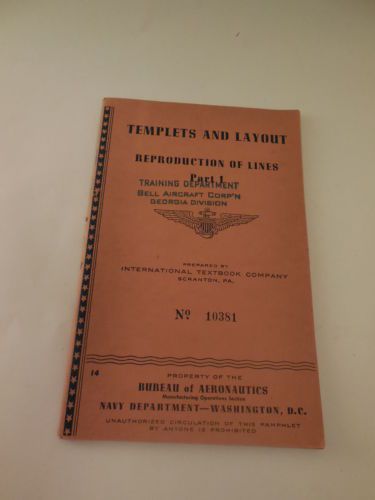 TEMPLETS AND LAYOUT
REPRODUCTION OF LINES
Part 1
TRAINING DEPARTMENT
BELL AIRCRAFT CORP'N
GEORGIA DIVISION
PREPARED BY
INTERNATIONAL TEXTBOOK COMPANY
SCRANTON, PA.
Nº 10381
14
PROPERTY OF THE
BUREAU of AERONAUTICS
Manufacturing Operations Section
NAVY DEPARTMENT—WASHINGTON, D.C.
UNAUTHORIZED CIRCULATION OF THIS PAMPHLET
BY ANYONE IS PROHIBITED